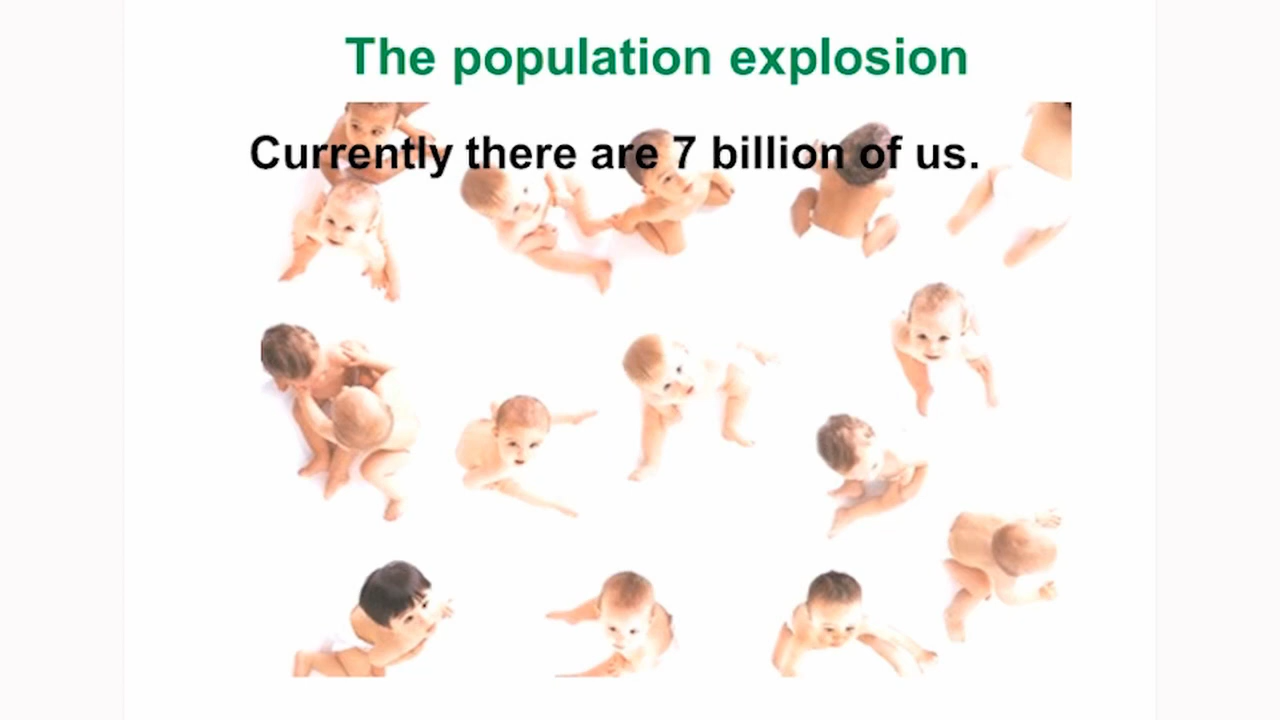 The population explosion
Currently there are 7 billion of us.